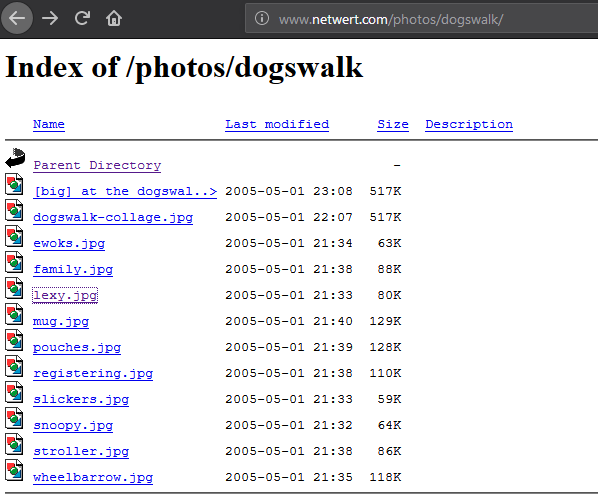 www.netwert.com/photos/dogswalk/
Index of /photos/dogswalk
Name Last modified Size Description
Parent Directory -
[big] at the dogswal..> 2005-05-01 23:08 517K
dogswalk-collage.jpg 2005-05-01 22:07 517K
ewoks.jpg 2005-05-01 21:34 63K
family.jpg 2005-05-01 21:38 88K
lexy.jpg 2005-05-01 21:33 80K
mug.jpg 2005-05-01 21:40 129K
pouches.jpg 2005-05-01 21:39 128K
registering.jpg 2005-05-01 21:38 110K
slickers.jpg 2005-05-01 21:33 59K
snoopy.jpg 2005-05-01 21:32 64K
stroller.jpg 2005-05-01 21:38 86K
wheelbarrow.jpg 2005-05-01 21:35 118K